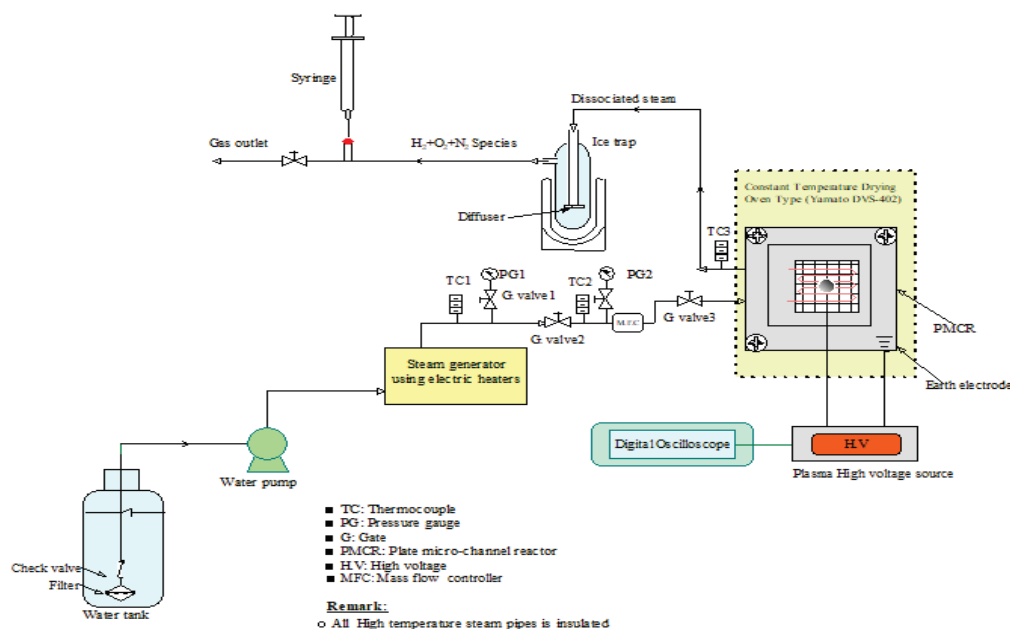 Syringe
Dissociated steam
Gas outlet
H₂+O₂+N₂ Species
Ice trap
Diffuser
Constant Temperature Drying
Oven Type (Yamato DVS-402)
TC3
TC1
PG1
G. valve1
TC2
PG2
M.F.C
G. valve3
G. valve2
PMCR
Earth electrode
Steam generator
using electric heaters
Digital Oscilloscope
H.V
Plasma High voltage source
Water pump
Check valve
Filter
Water tank
■ TC: Thermocouple
■ PG: Pressure gauge
■ G: Gate
■ PMCR: Plate micro-channel reactor
■ H.V: High voltage
■ MFC: Mass flow controller
Remark:
o All High temperature steam pipes is insulated